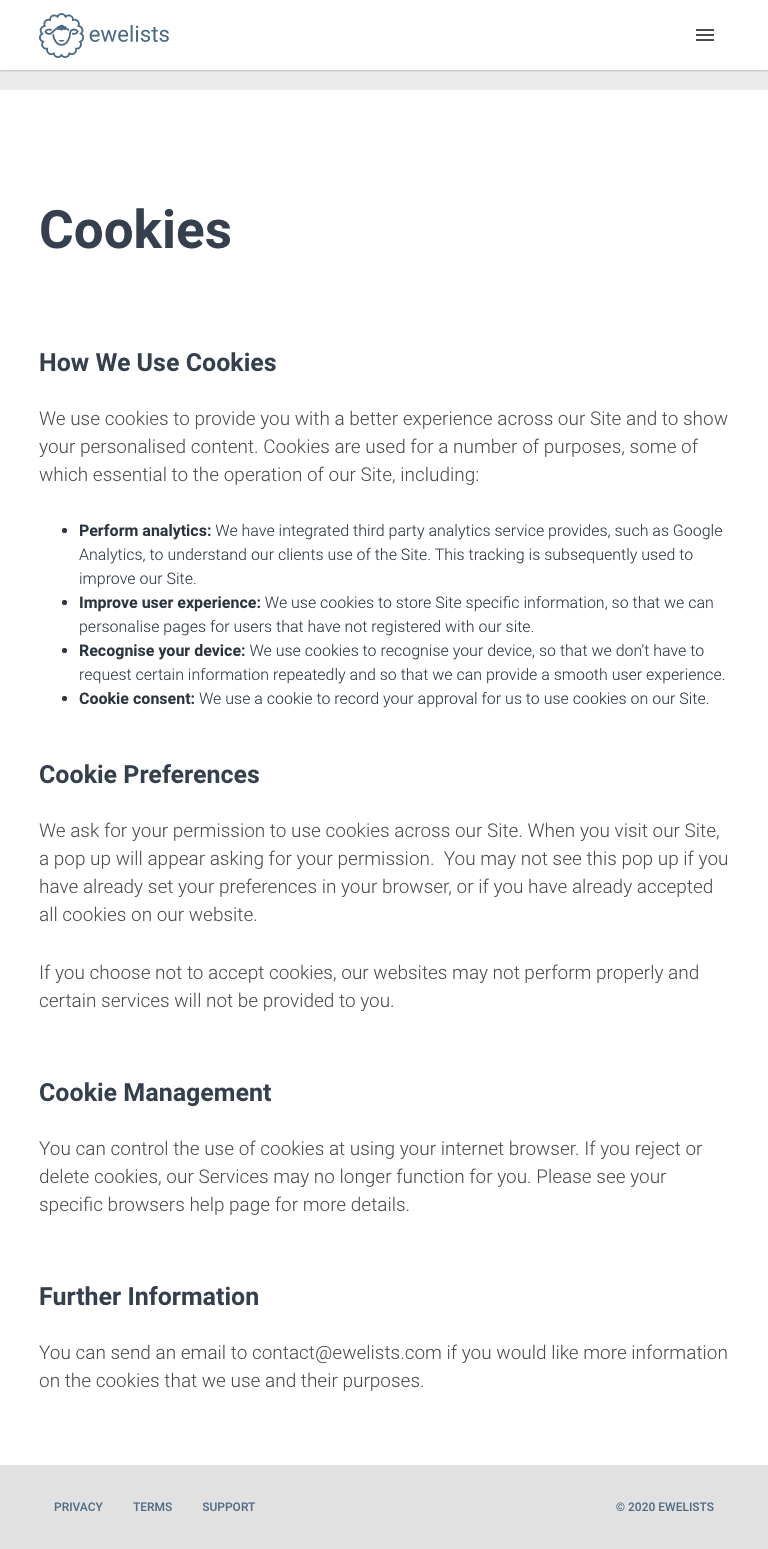 ewelists
Cookies
How We Use Cookies
We use cookies to provide you with a better experience across our Site and to show
your personalised content. Cookies are used for a number of purposes, some of
which essential to the operation of our Site, including:
• Perform analytics: We have integrated third party analytics service provides, such as Google
Analytics, to understand our clients use of the Site. This tracking is subsequently used to
improve our Site.
• Improve user experience: We use cookies to store Site specific information, so that we can
personalise pages for users that have not registered with our site.
• Recognise your device: We use cookies to recognise your device, so that we don't have to
request certain information repeatedly and so that we can provide a smooth user experience.
• Cookie consent: We use a cookie to record your approval for us to use cookies on our Site.
Cookie Preferences
We ask for your permission to use cookies across our Site. When you visit our Site,
a pop up will appear asking for your permission.  You may not see this pop up if you
have already set your preferences in your browser, or if you have already accepted
all cookies on our website.
If you choose not to accept cookies, our websites may not perform properly and
certain services will not be provided to you.
Cookie Management
You can control the use of cookies at using your internet browser. If you reject or
delete cookies, our Services may no longer function for you. Please see your
specific browsers help page for more details.
Further Information
You can send an email to contact@ewelists.com if you would like more information
on the cookies that we use and their purposes.
PRIVACY TERMS SUPPORT © 2020 EWELISTS